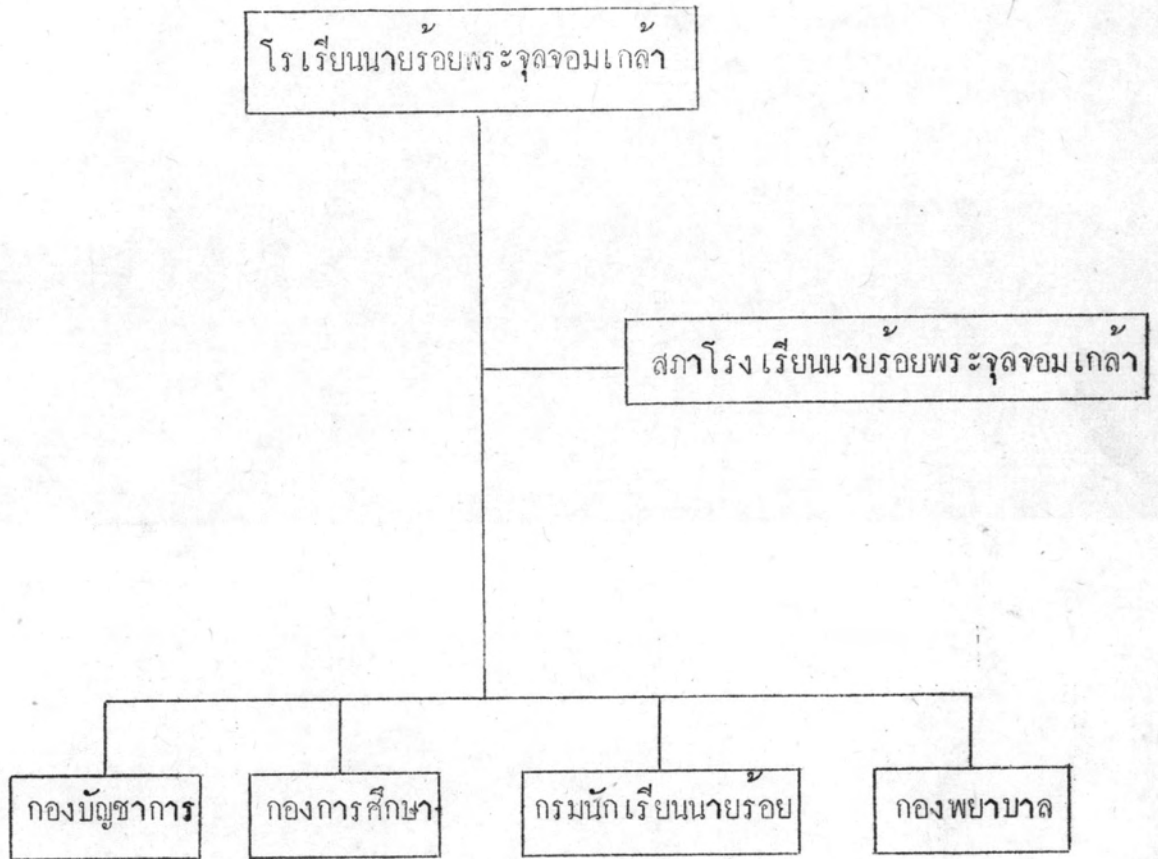 โรเรียนนายร้อยพระจุลจอมเกล้า
สภาโรงเรียนนายร้อยพระจุลจอมเกล้า
กองบัญชาการ
กองการศึกษา
กรมนักเรียนนายร้อย
กองพยาบาล